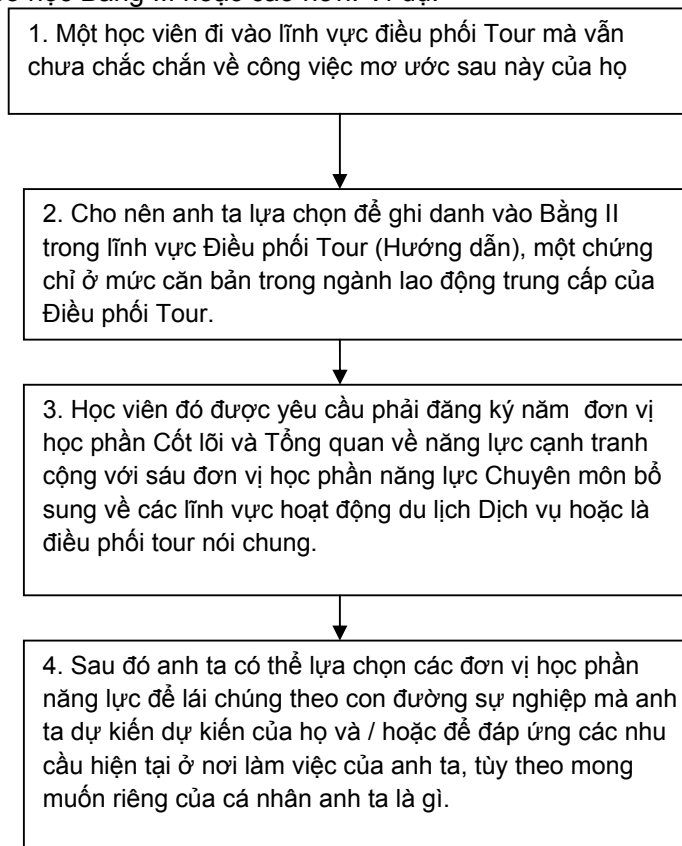 1. Một học viên đi vào lĩnh vực điều phối Tour mà vẫn
chưa chắc chắn về công việc mơ ước sau này của họ
2. Cho nên anh ta lựa chọn để ghi danh vào Bằng II
trong lĩnh vực Điều phối Tour (Hướng dẫn), một chứng
chỉ ở mức căn bản trong ngành lao động trung cấp của
Điều phối Tour.
3. Học viên đó được yêu cầu phải đăng ký năm đơn vị
học phần Cốt lõi và Tổng quan về năng lực cạnh tranh
cộng với sáu đơn vị học phần năng lực Chuyên môn bổ
sung về các lĩnh vực hoạt động du lịch Dịch vụ hoặc là
điều phối tour nói chung.
4. Sau đó anh ta có thể lựa chọn các đơn vị học phần
năng lực để lái chúng theo con đường sự nghiệp mà anh
ta dự kiến dự kiến của họ và / hoặc để đáp ứng các nhu
cầu hiện tại ở nơi làm việc của anh ta, tùy theo mong
muốn riêng của cá nhân anh ta là gì.